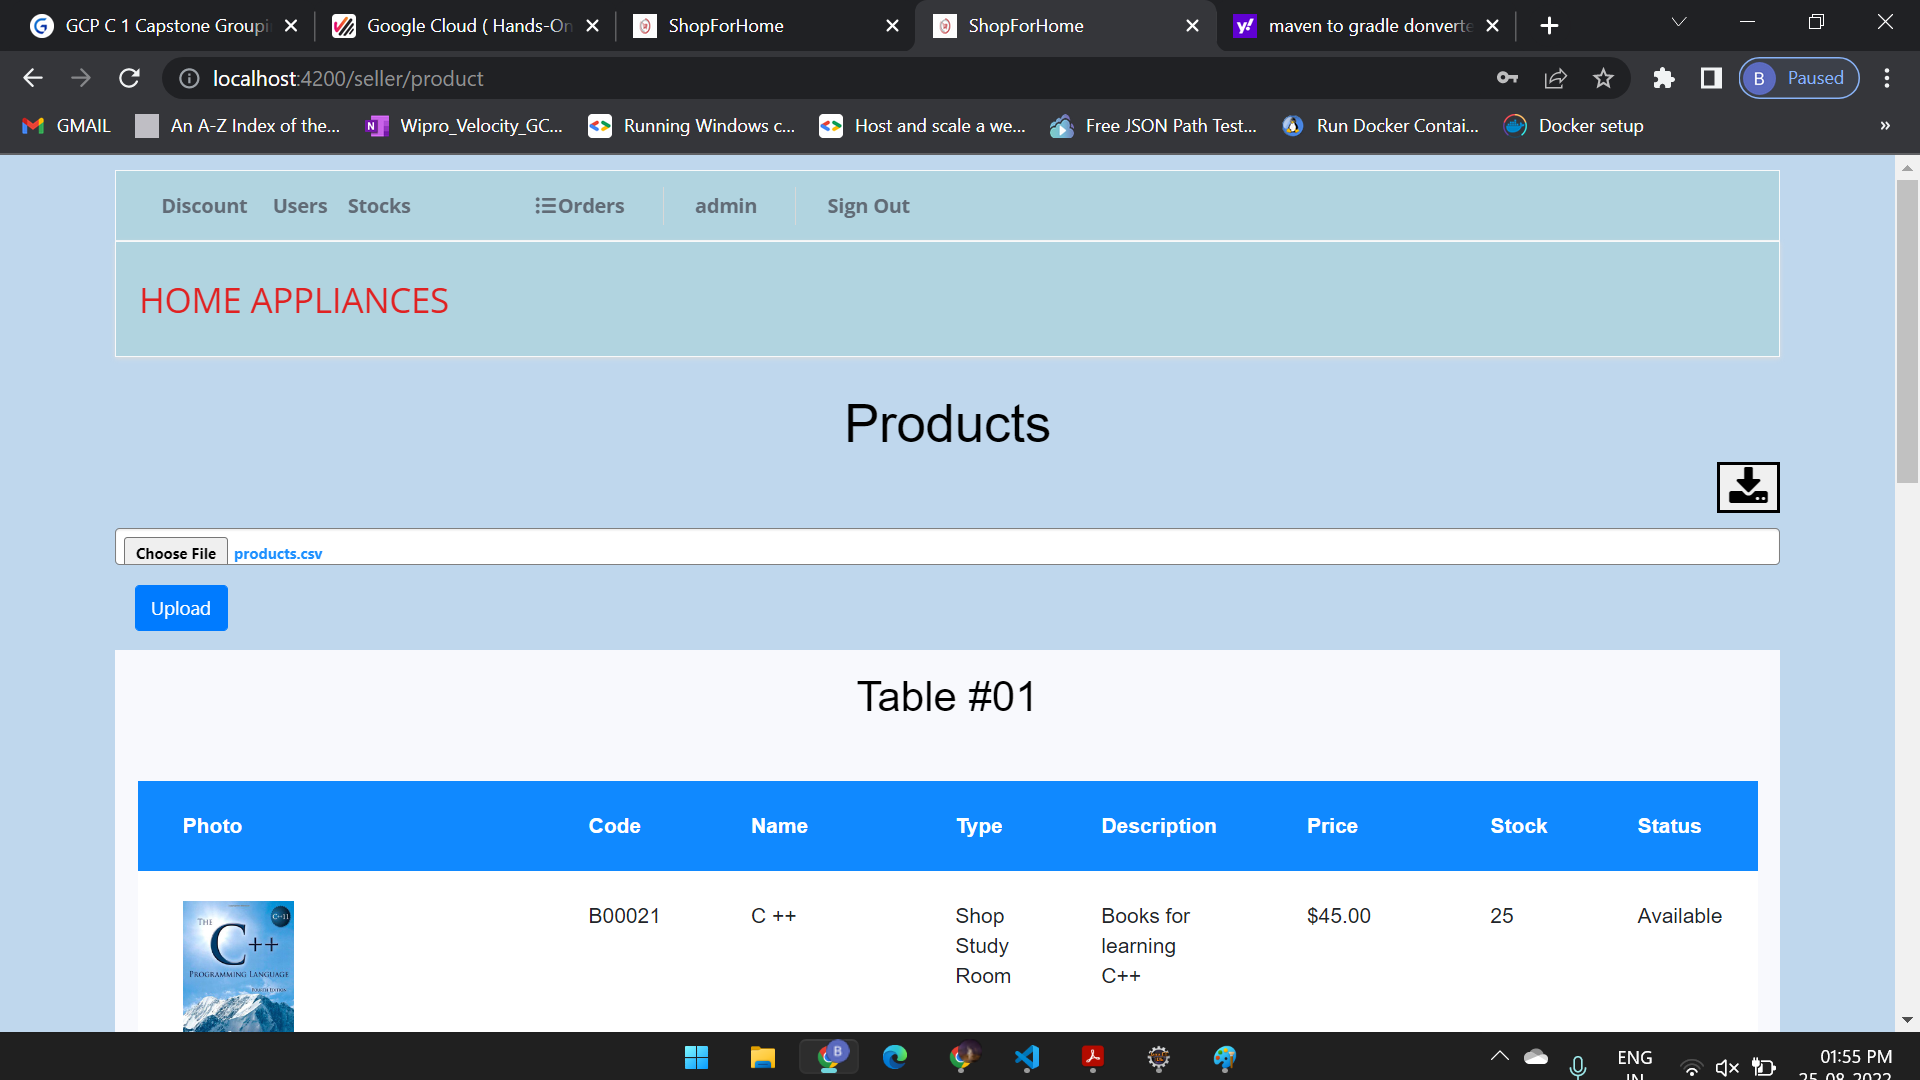 GCP C 1 Capstone Groupi
Google Cloud ( Hands-On
ShopForHome
ShopForHome
maven to gradle donverte
localhost:4200/seller/product
B Paused
GMAIL
An A-Z Index of the...
Wipro_Velocity_GC...
Running Windows c...
Host and scale a we...
Free JSON Path Test...
Run Docker Contai...
Docker setup
»
Discount Users Stocks Orders admin Sign Out
HOME APPLIANCES
Products
Choose File products.csv
Upload
Table #01
Photo Code Name Type Description Price Stock Status
THE
C++
PROGRAMMING LANGUAGE
B00021 C ++ Shop Study Room Books for learning C++ $45.00 25 Available
ENG
IN
01:55 PM
25-08-2022